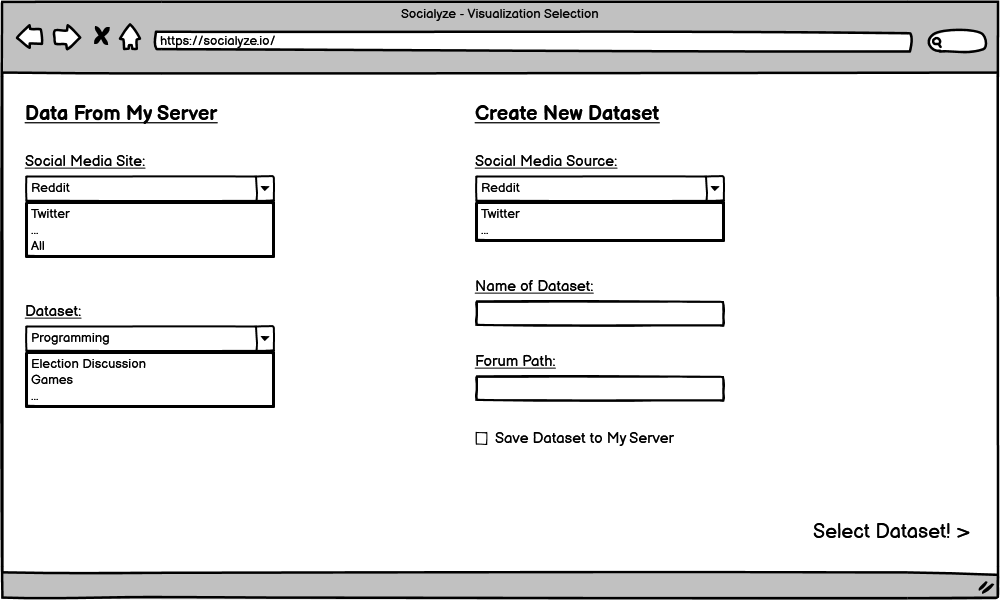 Socialyze - Visualization Selection
https://socialyze.io/
Data From My Server
Social Media Site:
Reddit
Twitter
...
All
Dataset:
Programming
Election Discussion
Games
...
Create New Dataset
Social Media Source:
Reddit
Twitter
...
Name of Dataset:
Forum Path:
Save Dataset to My Server
Select Dataset! >